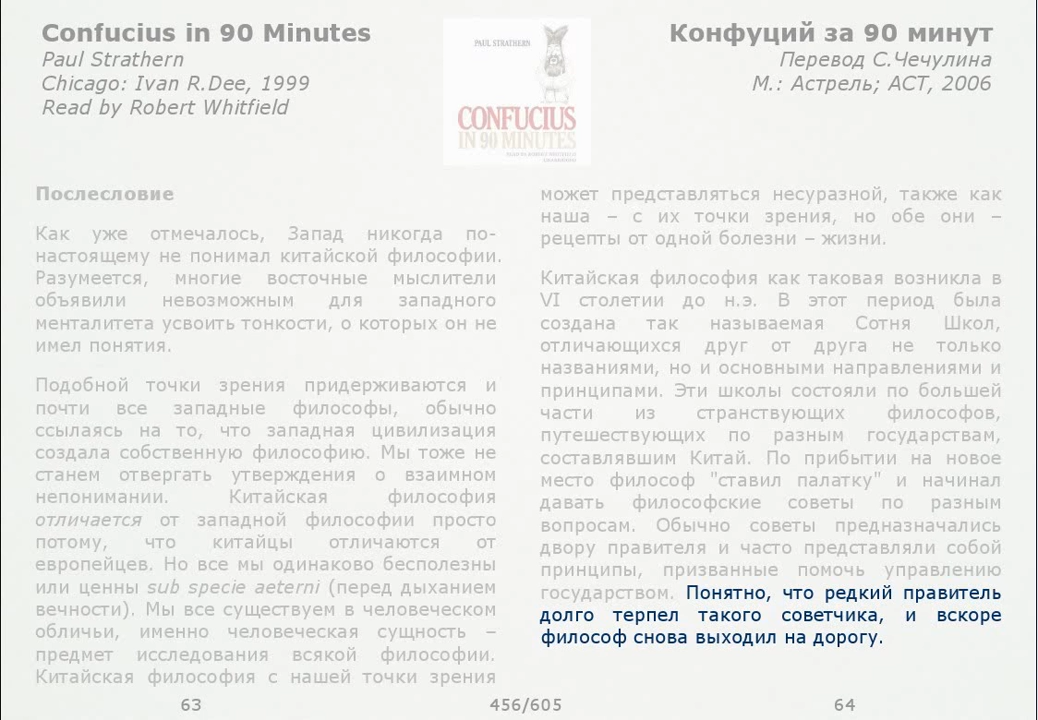 Confucius in 90 Minutes
Paul Strathern
Chicago: Ivan R.Dee, 1999
Read by Robert Whitfield
PAUL STRATHERN
CONFUCIUS
IN 90 MINUTES
Конфуций за 90 минут
Перевод С.Чечулина
М.: Астрель; АСТ, 2006
Послесловие
Как уже отмечалось, Запад никогда по-
настоящему не понимал китайской философии.
Разумеется, многие восточные мыслители
объявили невозможным для западного
менталитета усвоить тонкости, о которых он не
имел понятия.
Подобной точки зрения придерживаются и
почти все западные философы, обычно
ссылаясь на то, что западная цивилизация
создала собственную философию. Мы тоже не
станем отвергать утверждения о взаимном
непонимании. Китайская философия
отличается от западной философии просто
потому, что китайцы отличаются от
европейцев. Но все мы одинаково бесполезны
или ценны sub specie aeterni (перед дыханием
вечности). Мы все существуем в человеческом
обличьи, именно человеческая сущность –
предмет исследования всякой философии.
Китайская философия с нашей точки зрения
может представляться несуразной, также как
наша – с их точки зрения, но обе они –
рецепты от одной болезни – жизни.
Китайская философия как таковая возникла в
VI столетии до н.э. В этот период была
создана так называемая Сотня Школ,
отличающихся друг от друга не только
названиями, но и основными направлениями и
принципами. Эти школы состояли по большей
части из странствующих философов,
путешествующих по разным государствам,
составлявшим Китай. По прибытии на новое
место философ "ставил палатку" и начинал
давать философские советы по разным
вопросам. Обычно советы предназначались
двору правителя и часто представляли собой
принципы, призванные помочь управлению
государством. Понятно, что редкий правитель
долго терпел такого советчика, и вскоре
философ снова выходил на дорогу.
63
456/605
64